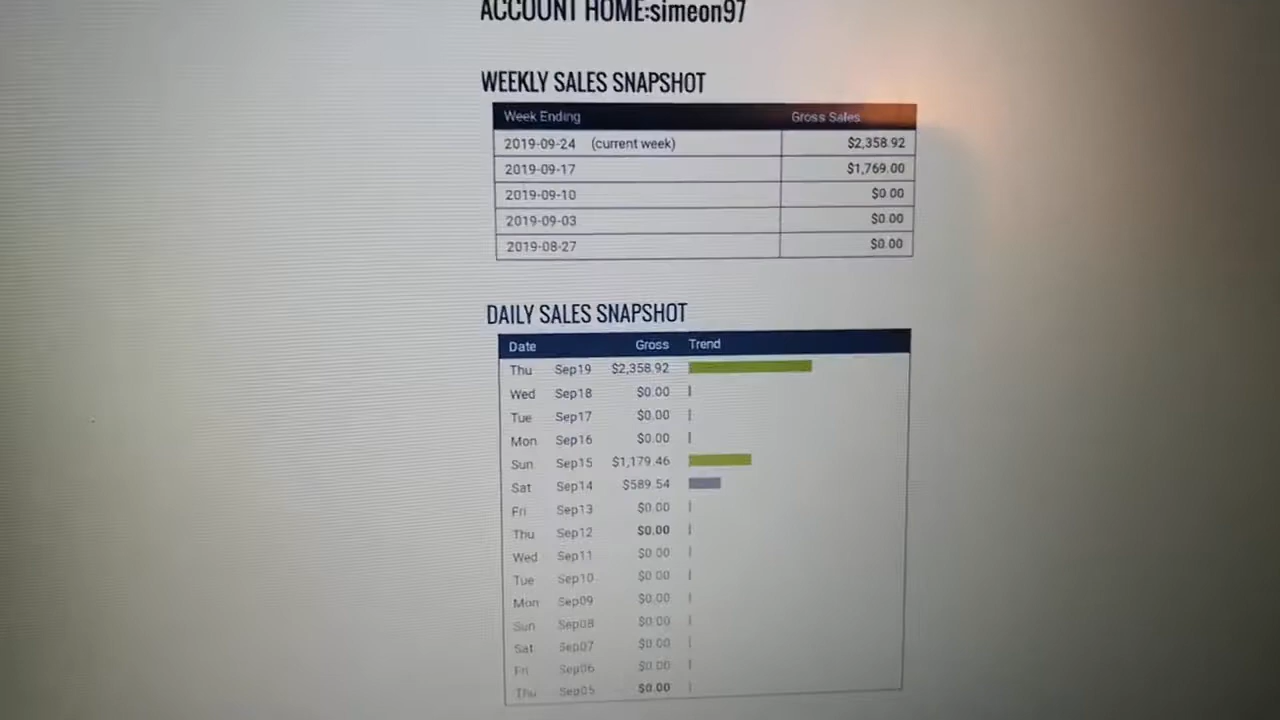 ACCOUNT HOME:simeon97
WEEKLY SALES SNAPSHOT
Week Ending Gross Sales
2019-09-24 (current week) $2,358.92
2019-09-17 $1,769.00
2019-09-10 $0.00
2019-09-03 $0.00
2019-08-27 $0.00
DAILY SALES SNAPSHOT
Date Gross Trend
Thu Sep19 $2,358.92
Wed Sep18 $0.00
Tue Sep17 $0.00
Mon Sep16 $0.00
Sun Sep15 $1,179.46
Sat Sep14 $589.54
Fri Sep13 $0.00
Thu Sep12 $0.00
Wed Sep11 $0.00
Tue Sep10 $0.00
Mon Sep09 $0.00
Sun Sep08 $0.00
Sat Sep07 $0.00
Fri Sep06 $0.00
Thu Sep05 $0.00